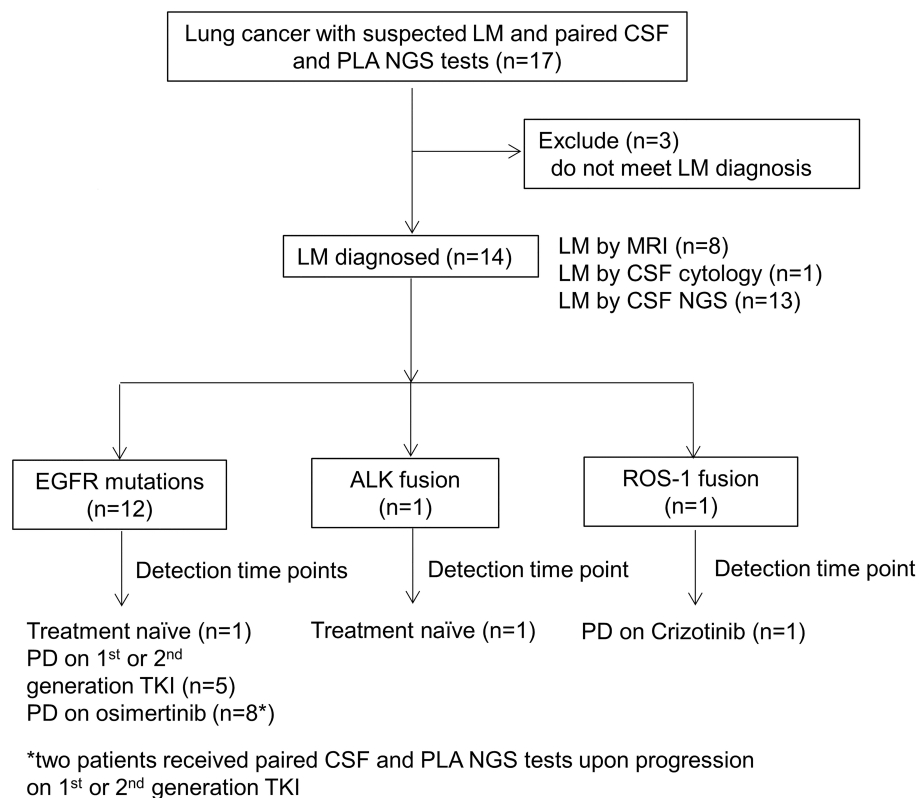 Lung cancer with suspected LM and paired CSF
and PLA NGS tests (n=17)
Exclude (n=3)
do not meet LM diagnosis
LM diagnosed (n=14)
LM by MRI (n=8)
LM by CSF cytology (n=1)
LM by CSF NGS (n=13)
EGFR mutations
(n=12)
ALK fusion
(n=1)
ROS-1 fusion
(n=1)
Detection time points
Detection time point
Detection time point
Treatment naïve (n=1)
PD on 1st or 2nd
generation TKI (n=5)
PD on osimertinib (n=8*)
Treatment naïve (n=1)
PD on Crizotinib (n=1)
*two patients received paired CSF and PLA NGS tests upon progression
on 1st or 2nd generation TKI